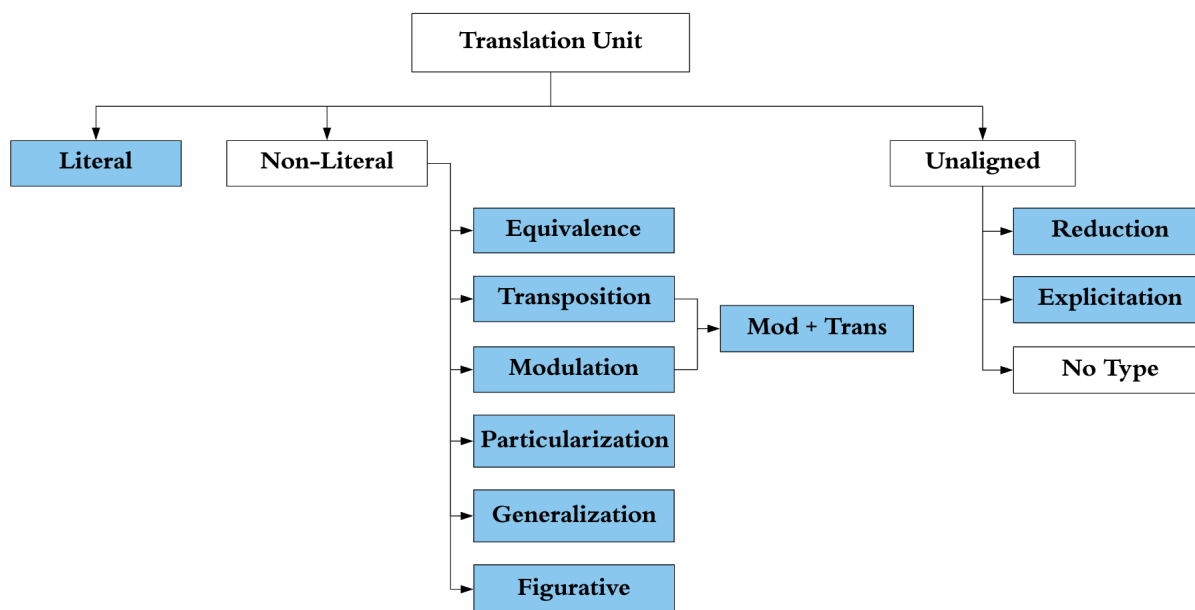 Translation Unit
Literal
Non-Literal
Unaligned
Equivalence
Transposition
Modulation
Mod + Trans
Particularization
Generalization
Figurative
Reduction
Explicitation
No Type